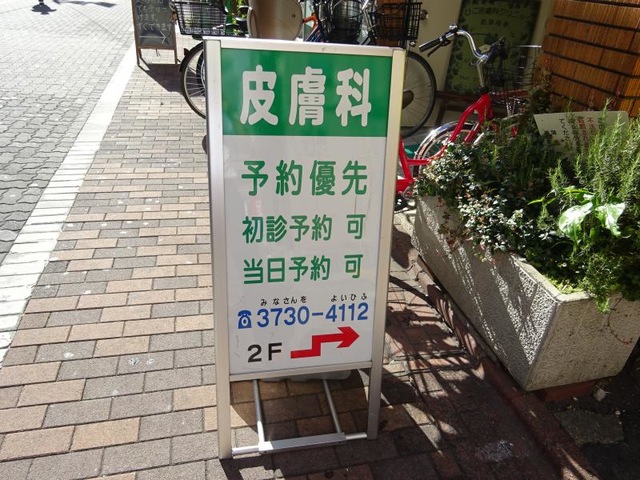 皮膚科
予約優先
初診予約 可
当日予約 可
みなさんを よいひふ
☎3730-4112
2F